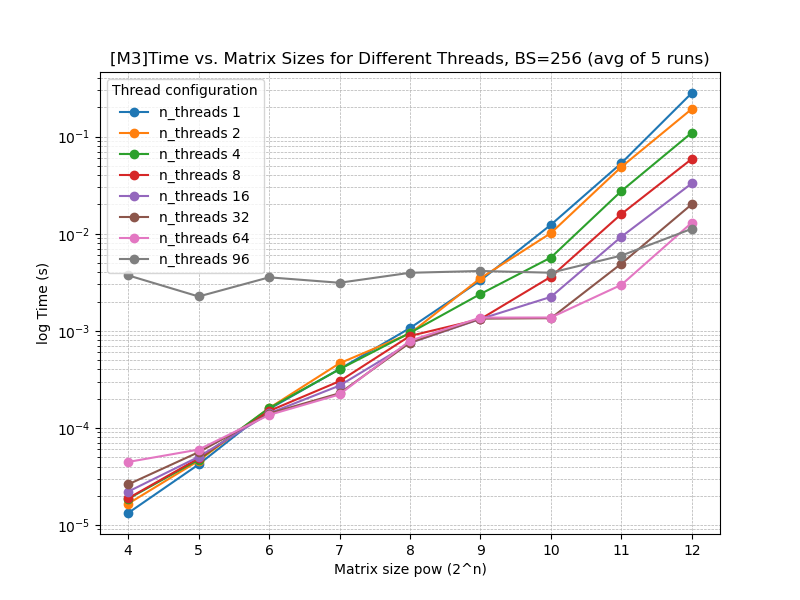 [M3]Time vs. Matrix Sizes for Different Threads, BS=256 (avg of 5 runs)
Thread configuration
n_threads 1
n_threads 2
n_threads 4
n_threads 8
n_threads 16
n_threads 32
n_threads 64
n_threads 96
log Time (s)
10⁻¹
10⁻²
10⁻³
10⁻⁴
10⁻⁵
4 5 6 7 8 9 10 11 12
Matrix size pow (2^n)